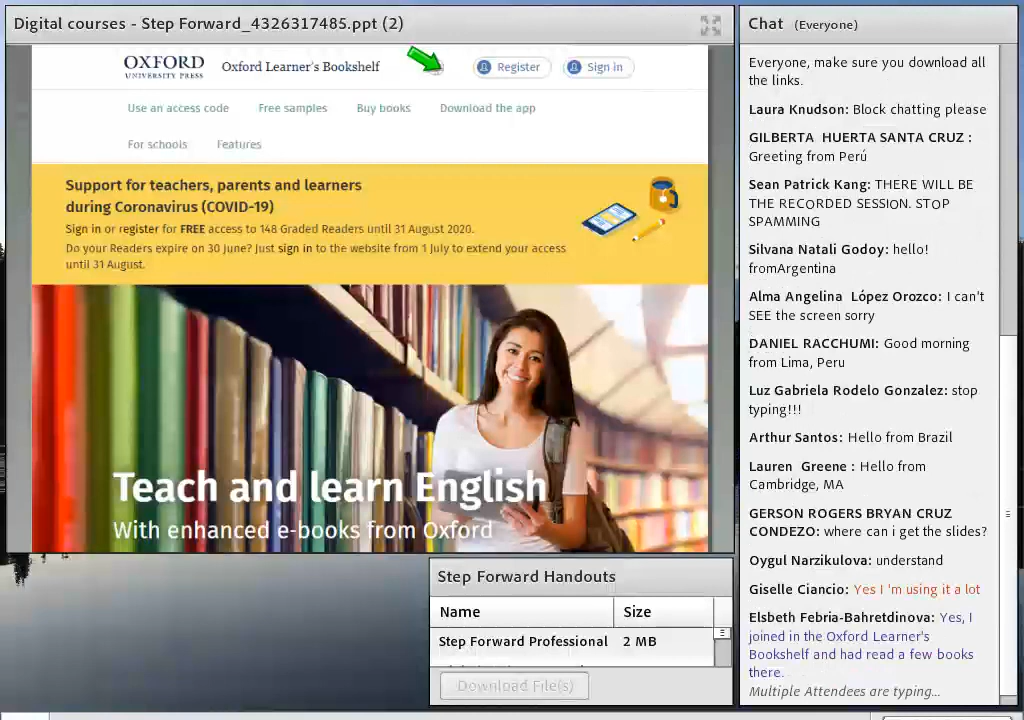 Digital courses - Step Forward_4326317485.ppt (2)
OXFORD
UNIVERSITY PRESS
Oxford Learner's Bookshelf
Register
Sign in
Use an access code
Free samples
Buy books
Download the app
For schools
Features
Support for teachers, parents and learners
during Coronavirus (COVID-19)
Sign in or register for FREE access to 148 Graded Readers until 31 August 2020.
Do your Readers expire on 30 June? Just sign in to the website from 1 July to extend your access
until 31 August.
Teach and learn English
With enhanced e-books from Oxford
Step Forward Handouts
Name
Size
Step Forward Professional
2 MB
Download File(s)
Chat (Everyone)
Everyone, make sure you download all
the links.
Laura Knudson: Block chatting please
GILBERTA HUERTA SANTA CRUZ :
Greeting from Perú
Sean Patrick Kang: THERE WILL BE
THE RECORDED SESSION. STOP
SPAMMING
Silvana Natali Godoy: hello!
fromArgentina
Alma Angelina López Orozco: I can't
SEE the screen sorry
DANIEL RACCHUMI: Good morning
from Lima, Peru
Luz Gabriela Rodelo Gonzalez: stop
typing!!!
Arthur Santos: Hello from Brazil
Lauren Greene : Hello from
Cambridge, MA
GERSON ROGERS BRYAN CRUZ
CONDEZO: where can i get the slides?
Oygul Narzikulova: understand
Giselle Ciancio: Yes I 'm using it a lot
Elsbeth Febria-Bahretdinova: Yes, I
joined in the Oxford Learner's
Bookshelf and had read a few books
there.
Multiple Attendees are typing...